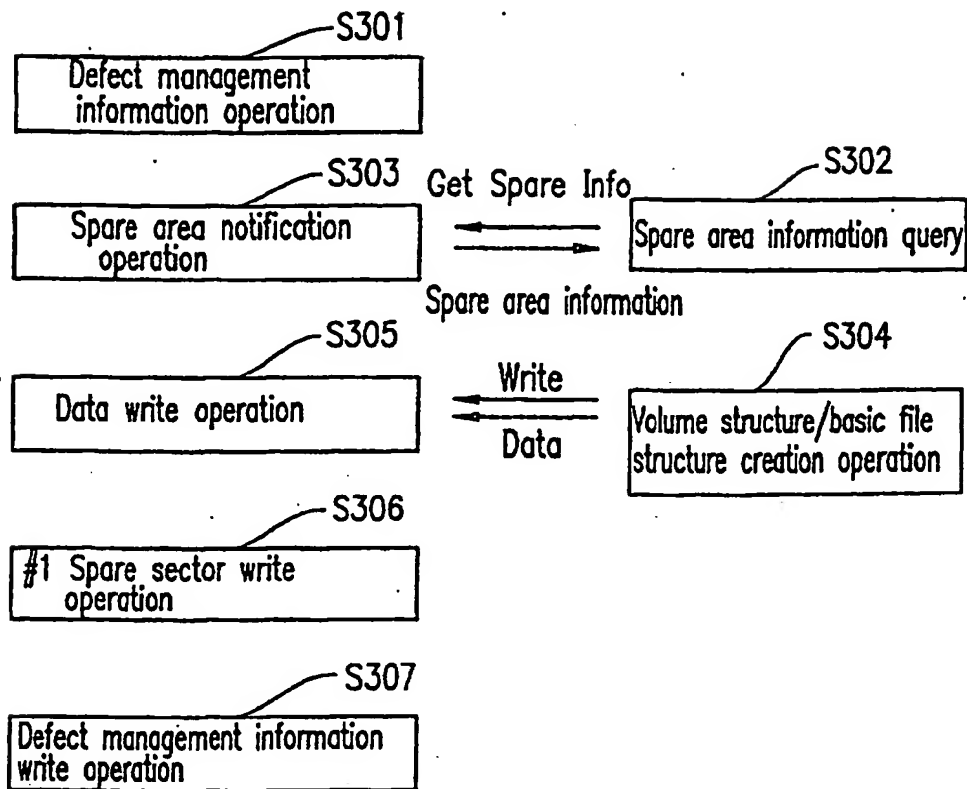 S301
Defect management
information operation
S303
Get Spare Info
S302
Spare area notification
operation
Spare area information query
Spare area information
S305
S304
Data write operation
Write
Data
Volume structure/basic file
structure creation operation
S306
#1 Spare sector write
operation
S307
Defect management information
write operation